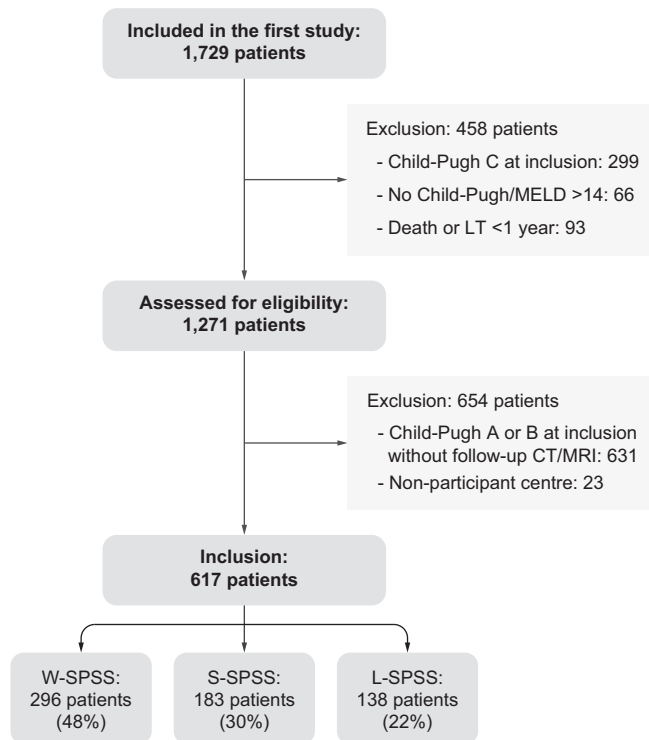 Included in the first study:
1,729 patients
Exclusion: 458 patients
- Child-Pugh C at inclusion: 299
- No Child-Pugh/MELD >14: 66
- Death or LT <1 year: 93
Assessed for eligibility:
1,271 patients
Exclusion: 654 patients
- Child-Pugh A or B at inclusion
without follow-up CT/MRI: 631
- Non-participant centre: 23
Inclusion:
617 patients
W-SPSS:
296 patients
(48%)
S-SPSS:
183 patients
(30%)
L-SPSS:
138 patients
(22%)